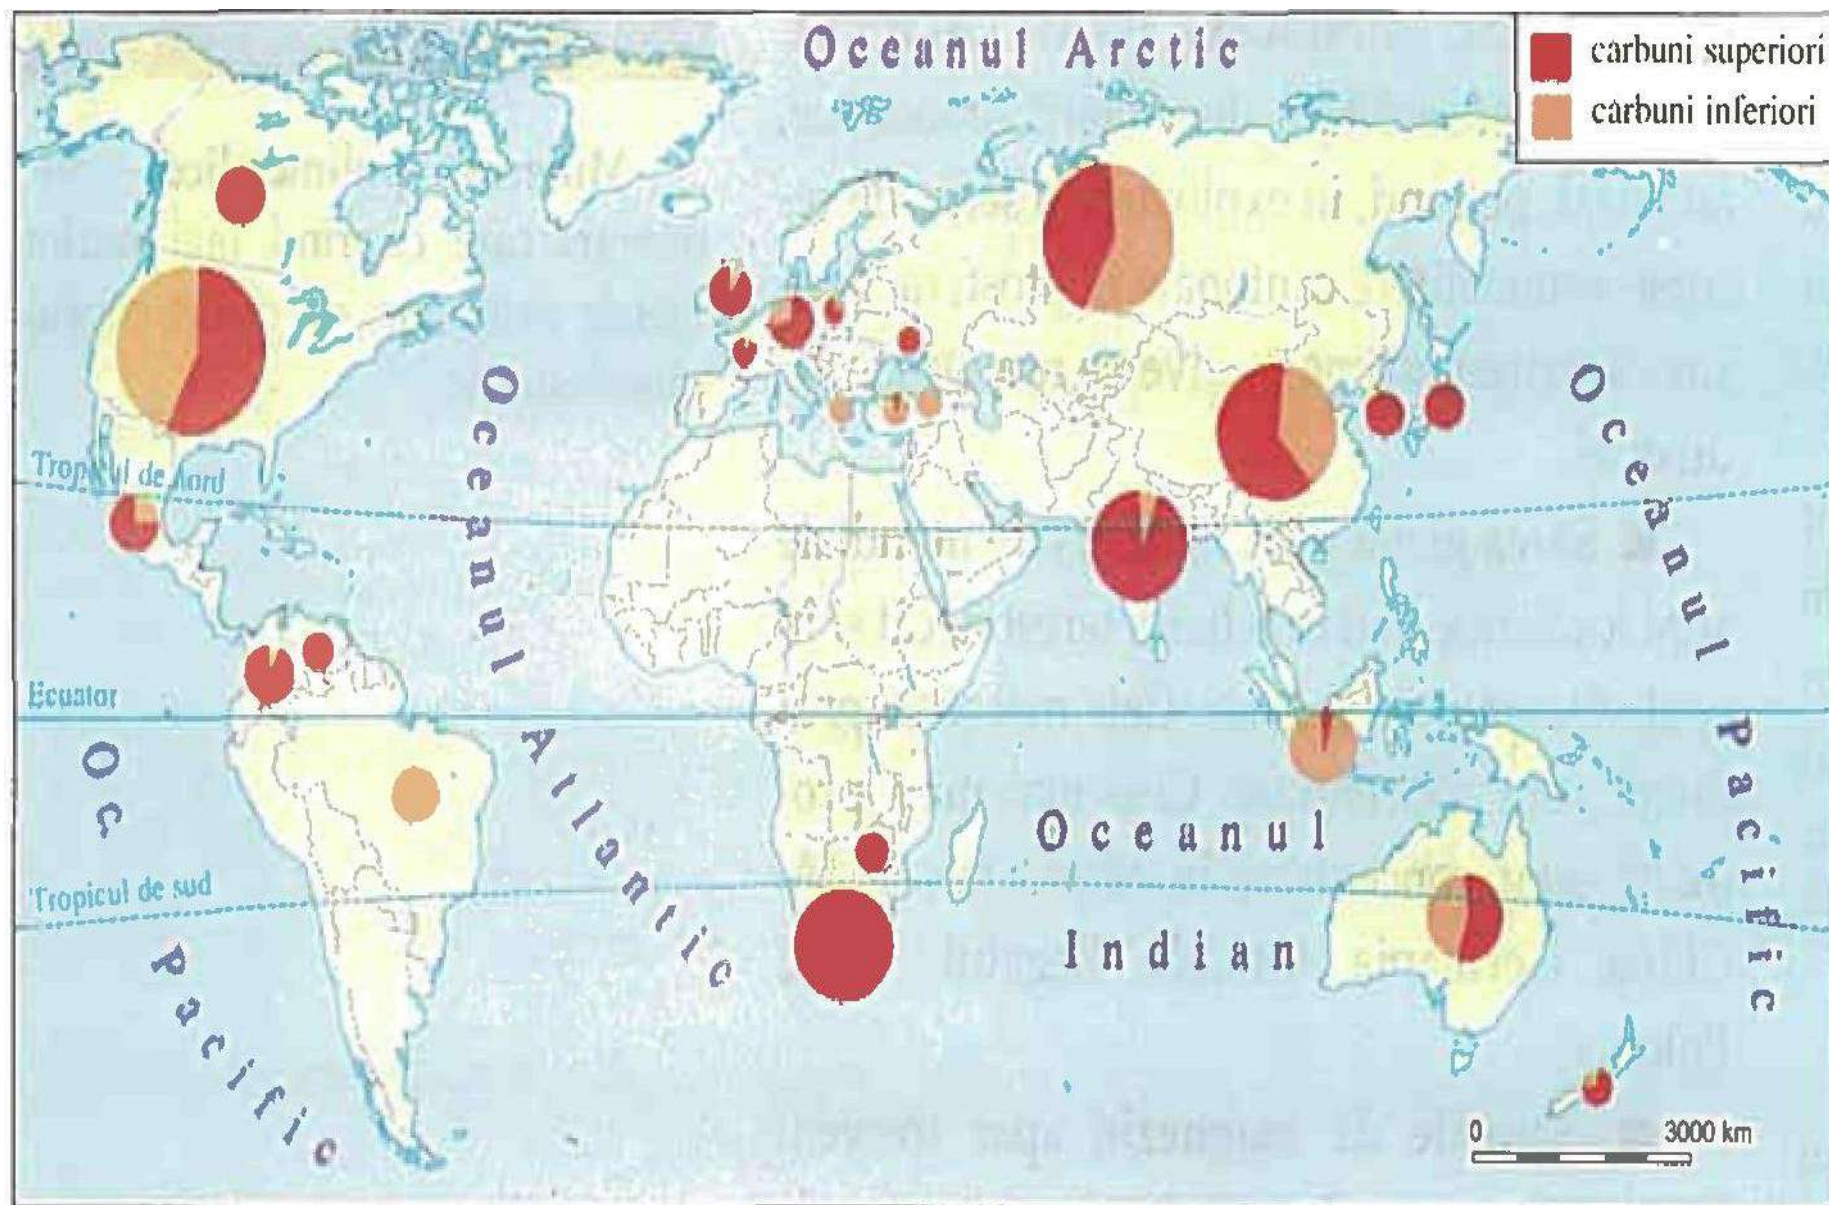 Oceanul Arctic
carbuni superiori
carbuni inferiori
Oceanul
Atlantic
Oceanul
Pacific
Tropicul de Nord
Ecuator
Oc.
Pacific
Tropicul de sud
Oceanul
Indian
0 3000 km